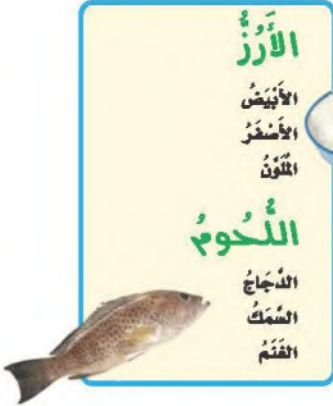 الأَرُزُّ
الأَبْيَضُ
الأَصْفَرُ
المُلَوَّنُ
اللُّحُومُ
الدَّجَاجُ
السَّمَكُ
الغَنَمُ